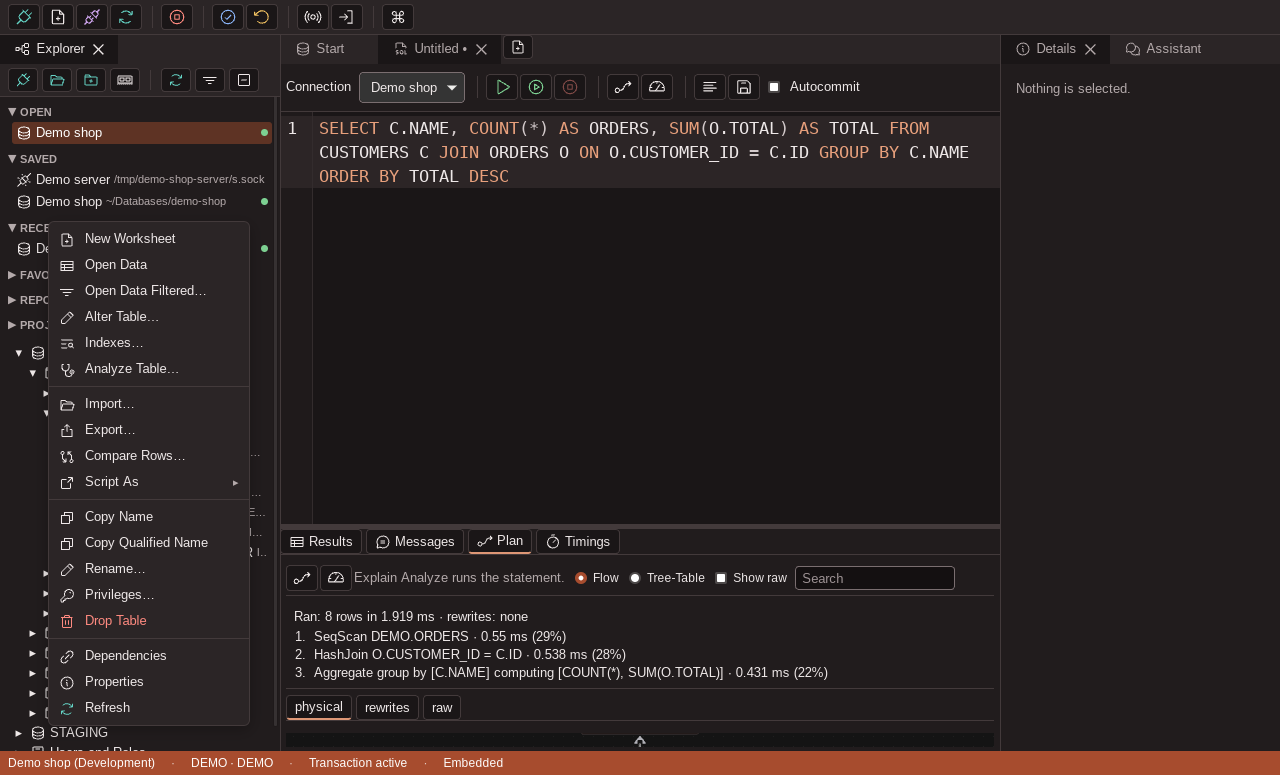 Explorer
Start
Untitled •
Details
Assistant
Connection
Demo shop
Autocommit
Nothing is selected.
OPEN
Demo shop
SAVED
Demo server /tmp/demo-shop-server/s.sock
Demo shop ~/Databases/demo-shop
1 SELECT C.NAME, COUNT(*) AS ORDERS, SUM(O.TOTAL) AS TOTAL FROM
CUSTOMERS C JOIN ORDERS O ON O.CUSTOMER_ID = C.ID GROUP BY C.NAME
ORDER BY TOTAL DESC
New Worksheet
Open Data
Open Data Filtered…
Alter Table…
Indexes…
Analyze Table…
Import…
Export…
Compare Rows…
Script As
Copy Name
Copy Qualified Name
Rename…
Privileges…
Drop Table
Dependencies
Properties
Refresh
STAGING
Results
Messages
Plan
Timings
Explain Analyze runs the statement.
Flow
Tree-Table
Show raw
Search
Ran: 8 rows in 1.919 ms · rewrites: none
1. SeqScan DEMO.ORDERS · 0.55 ms (29%)
2. HashJoin O.CUSTOMER_ID = C.ID · 0.538 ms (28%)
3. Aggregate group by [C.NAME] computing [COUNT(*), SUM(O.TOTAL)] · 0.431 ms (22%)
physical
rewrites
raw
Demo shop (Development) · DEMO · DEMO · Transaction active · Embedded